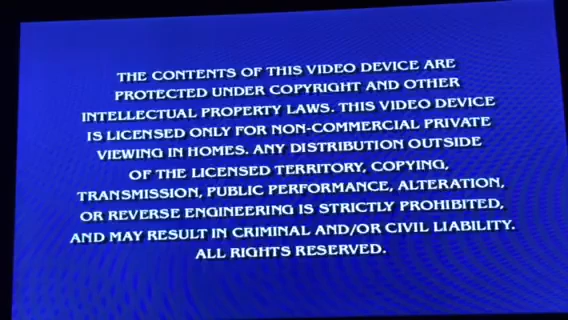 THE CONTENTS OF THIS VIDEO DEVICE ARE
PROTECTED UNDER COPYRIGHT AND OTHER
INTELLECTUAL PROPERTY LAWS. THIS VIDEO DEVICE
IS LICENSED ONLY FOR NON-COMMERCIAL PRIVATE
VIEWING IN HOMES. ANY DISTRIBUTION OUTSIDE
OF THE LICENSED TERRITORY, COPYING,
TRANSMISSION, PUBLIC PERFORMANCE, ALTERATION,
OR REVERSE ENGINEERING IS STRICTLY PROHIBITED,
AND MAY RESULT IN CRIMINAL AND/OR CIVIL LIABILITY.
ALL RIGHTS RESERVED.